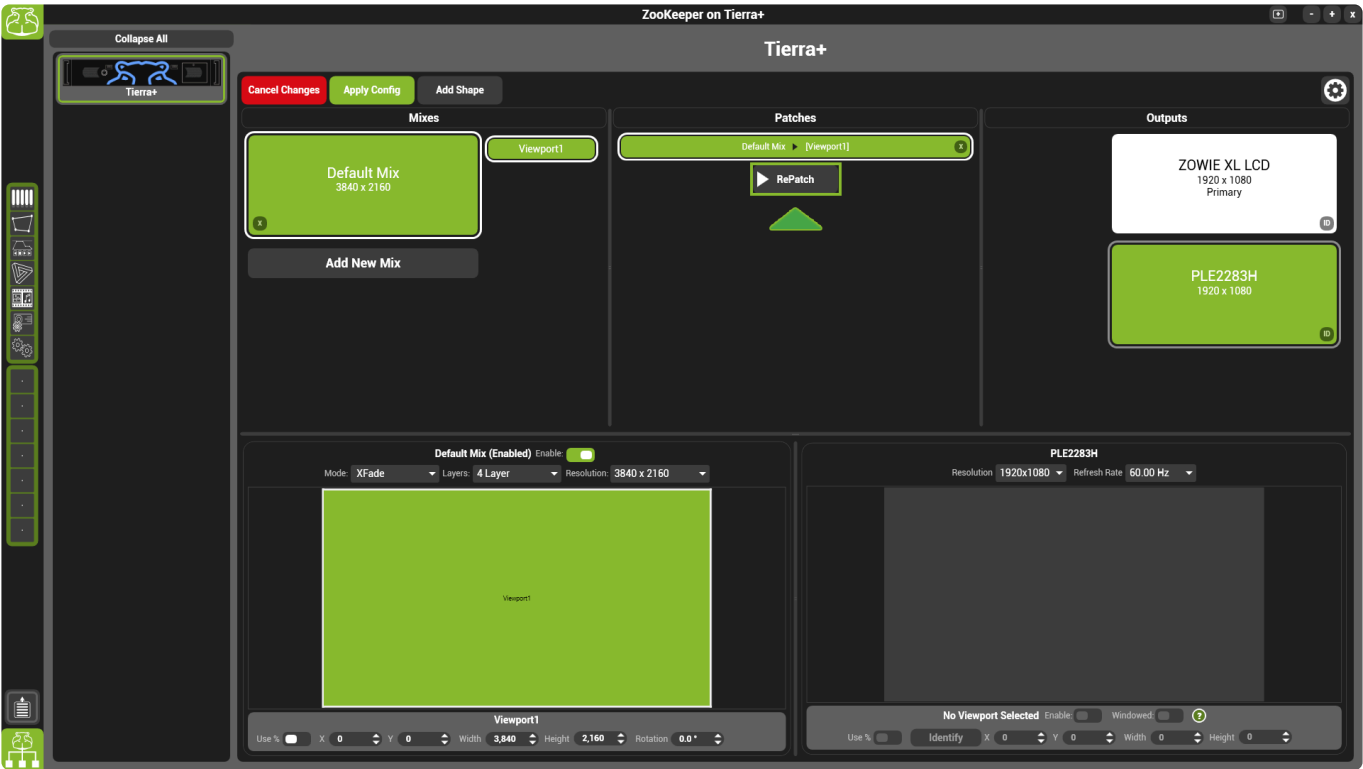 ZooKeeper on Tierra+
- + x
Collapse All
Tierra+
Tierra+
Cancel Changes
Apply Config
Add Shape
Mixes
Patches
Outputs
Default Mix
3840 x 2160
X
Viewport1
Add New Mix
Default Mix ▶ [Viewport1]
X
RePatch
ZOWIE XL LCD
1920 x 1080
Primary
ID
PLE2283H
1920 x 1080
ID
Default Mix (Enabled) Enable:
Mode: XFade Layers: 4 Layer Resolution: 3840 x 2160
Viewport1
Viewport1
Use % X 0 Y 0 Width 3,840 Height 2,160 Rotation 0.0 °
PLE2283H
Resolution 1920x1080 Refresh Rate 60.00 Hz
No Viewport Selected Enable: Windowed: ?
Use % Identify X 0 Y 0 Width 0 Height 0